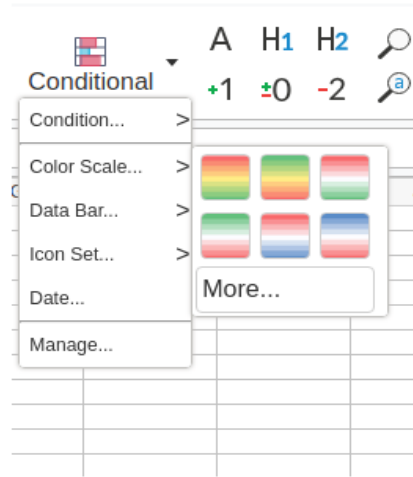 A H1 H2
Conditional
+1 ±0 -2 a
Condition... >
Color Scale... >
Data Bar... >
Icon Set... >
Date...
Manage...
More...